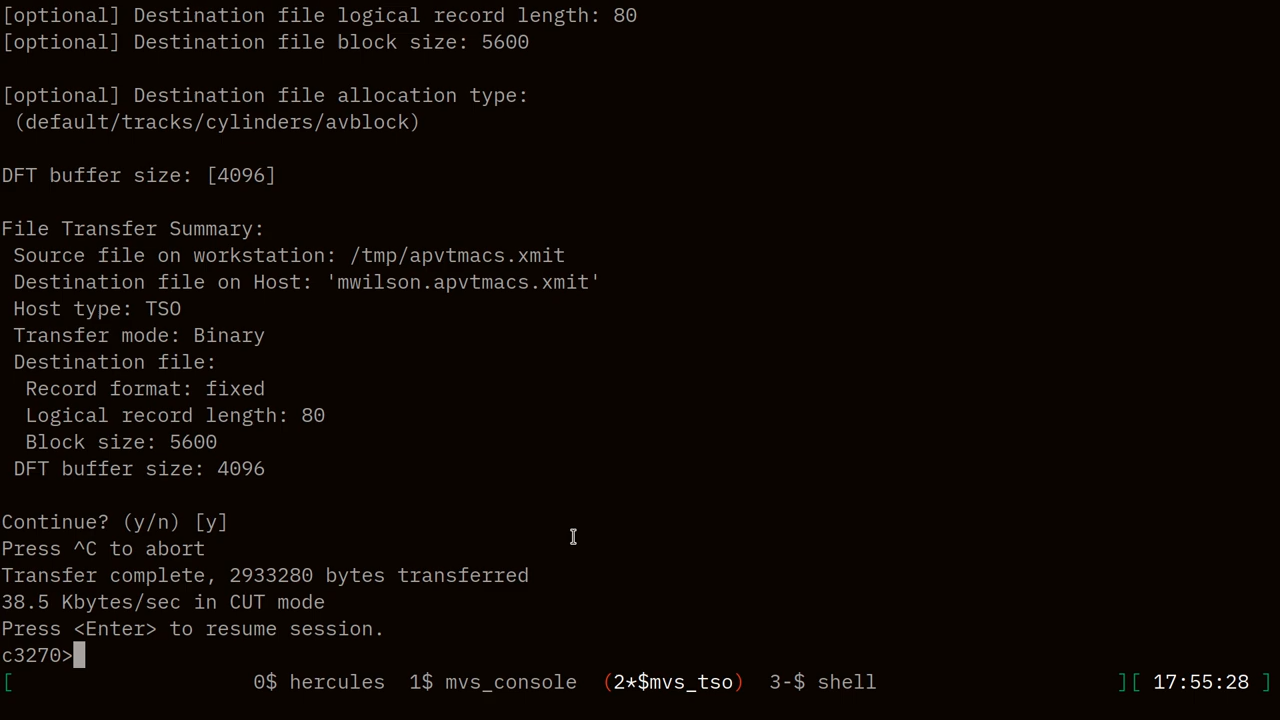 [optional] Destination file logical record length: 80
[optional] Destination file block size: 5600
[optional] Destination file allocation type:
(default/tracks/cylinders/avblock)
DFT buffer size: [4096]
File Transfer Summary:
Source file on workstation: /tmp/apvtmacs.xmit
Destination file on Host: 'mwilson.apvtmacs.xmit'
Host type: TSO
Transfer mode: Binary
Destination file:
Record format: fixed
Logical record length: 80
Block size: 5600
DFT buffer size: 4096
Continue? (y/n) [y]
Press ^C to abort
Transfer complete, 2933280 bytes transferred
38.5 Kbytes/sec in CUT mode
Press <Enter> to resume session.
c3270>
[ 0$ hercules 1$ mvs_console (2*$mvs_tso) 3-$ shell ][ 17:55:28 ]